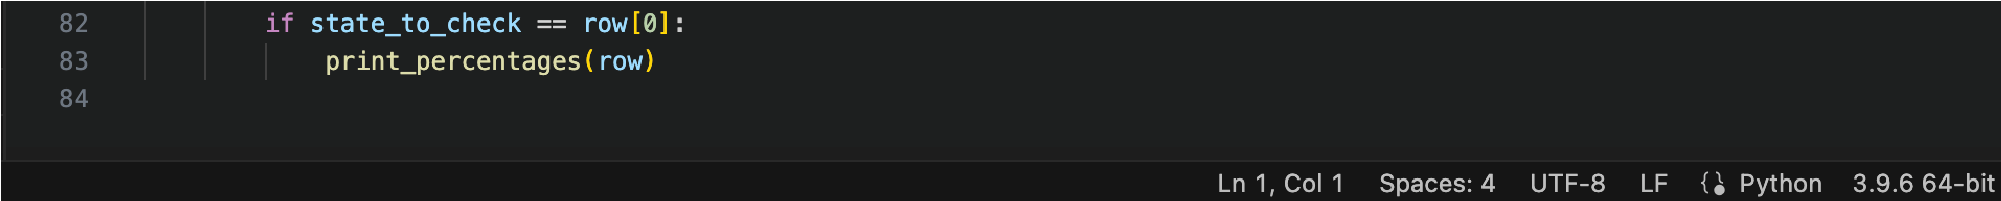 82 if state_to_check == row[0]:
83 print_percentages(row)
84
Ln 1, Col 1 Spaces: 4 UTF-8 LF {} Python 3.9.6 64-bit